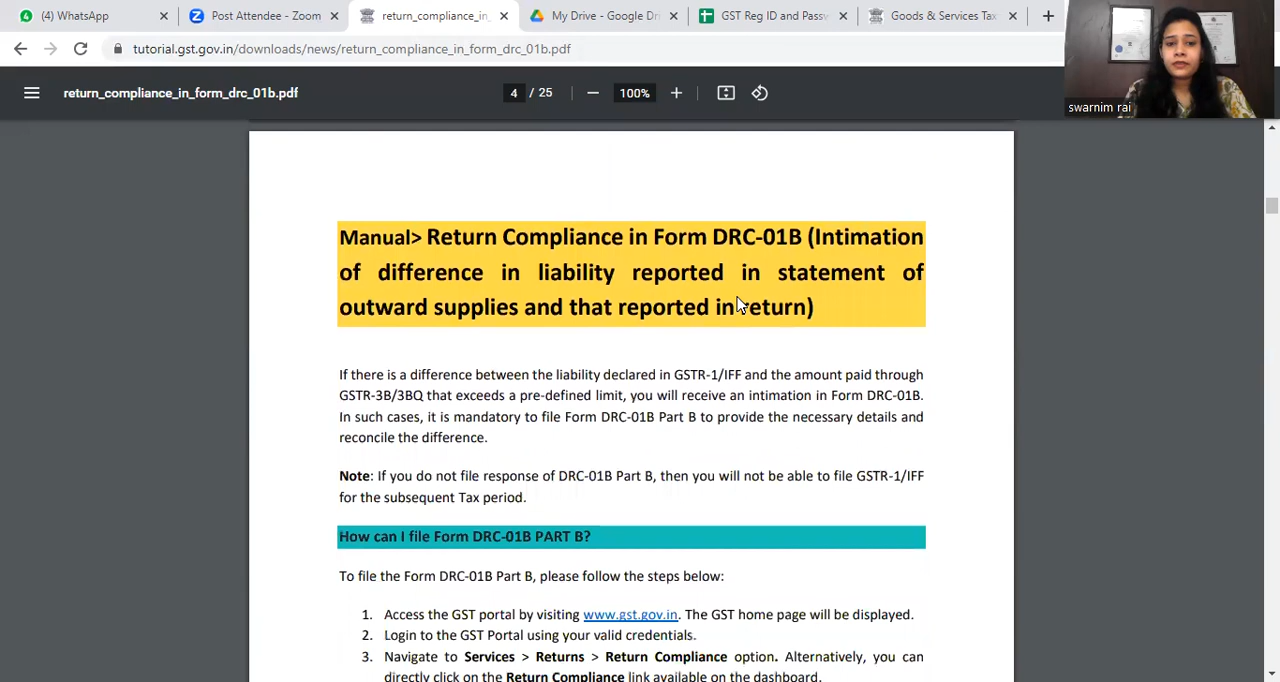 (4) WhatsApp
Post Attendee - Zoom
return_compliance_in_
My Drive - Google Dri
GST Reg ID and Passw
Goods & Services Tax
tutorial.gst.gov.in/downloads/news/return_compliance_in_form_drc_01b.pdf
return_compliance_in_form_drc_01b.pdf
4 / 25
100%
swarnim rai
Manual> Return Compliance in Form DRC-01B (Intimation
of difference in liability reported in statement of
outward supplies and that reported in return)
If there is a difference between the liability declared in GSTR-1/IFF and the amount paid through
GSTR-3B/3BQ that exceeds a pre-defined limit, you will receive an intimation in Form DRC-01B.
In such cases, it is mandatory to file Form DRC-01B Part B to provide the necessary details and
reconcile the difference.
Note: If you do not file response of DRC-01B Part B, then you will not be able to file GSTR-1/IFF
for the subsequent Tax period.
How can I file Form DRC-01B PART B?
To file the Form DRC-01B Part B, please follow the steps below:
1. Access the GST portal by visiting www.gst.gov.in. The GST home page will be displayed.
2. Login to the GST Portal using your valid credentials.
3. Navigate to Services > Returns > Return Compliance option. Alternatively, you can
directly click on the Return Compliance link available on the dashboard.